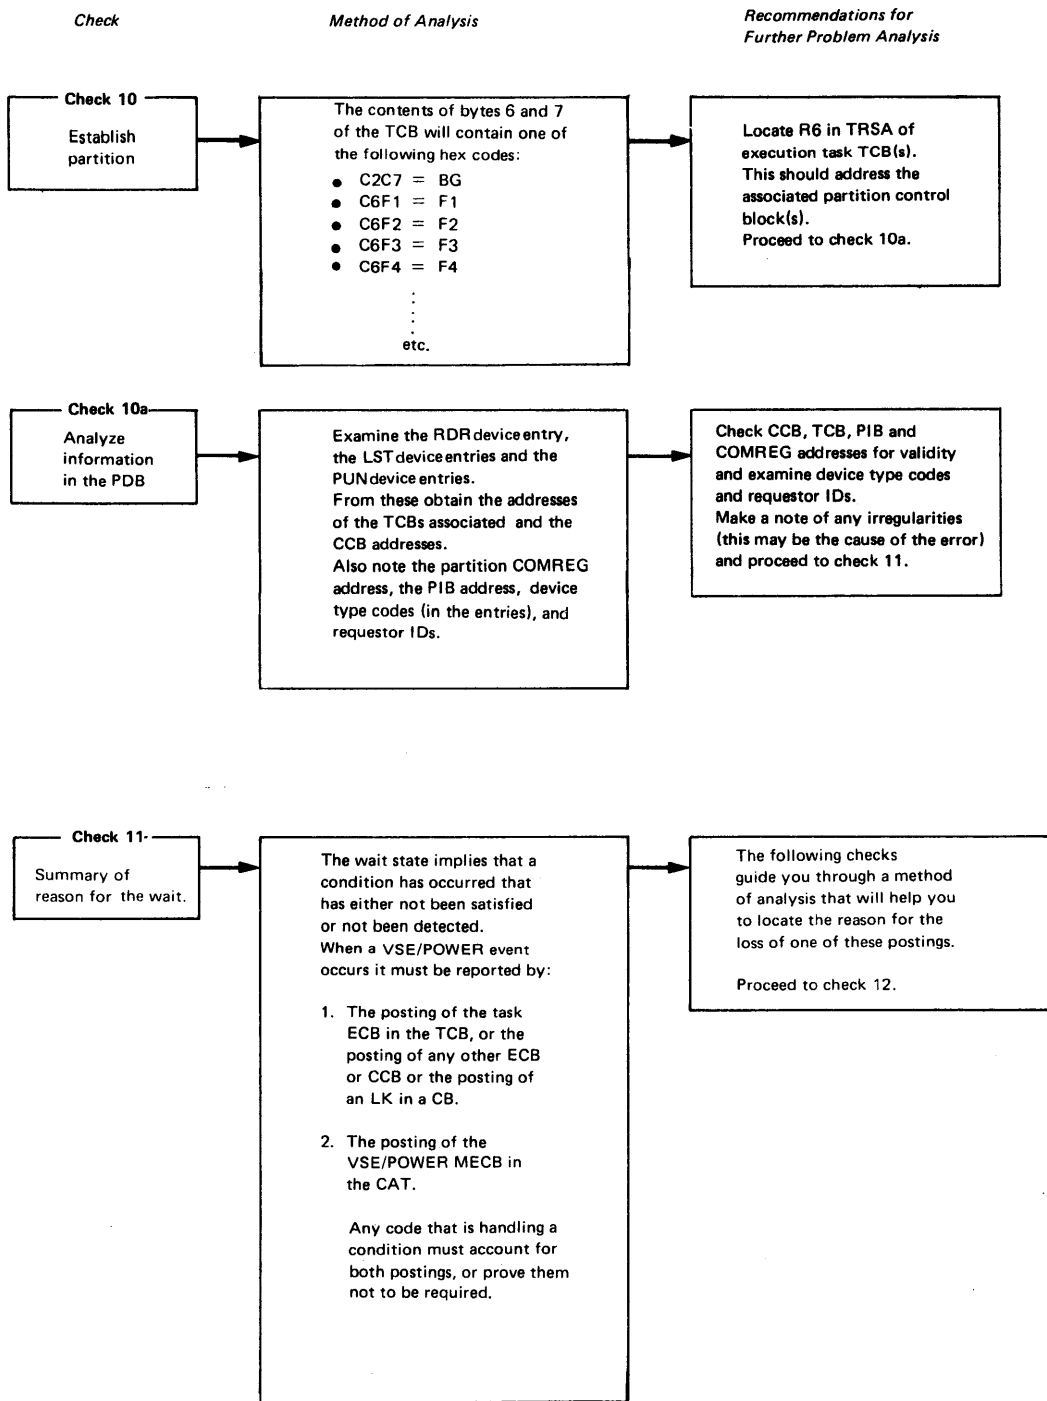 Check
Method of Analysis
Recommendations for
Further Problem Analysis
Check 10
Establish
partition
The contents of bytes 6 and 7
of the TCB will contain one of
the following hex codes:
● C2C7 = BG
● C6F1 = F1
● C6F2 = F2
● C6F3 = F3
● C6F4 = F4
.
.
.
.
etc.
Locate R6 in TRSA of
execution task TCB(s).
This should address the
associated partition control
block(s).
Proceed to check 10a.
Check 10a
Analyze
information
in the PDB
Examine the RDR device entry,
the LST device entries and the
PUN device entries.
From these obtain the addresses
of the TCBs associated and the
CCB addresses.
Also note the partition COMREG
address, the PIB address, device
type codes (in the entries), and
requestor IDs.
Check CCB, TCB, PIB and
COMREG addresses for validity
and examine device type codes
and requestor IDs.
Make a note of any irregularities
(this may be the cause of the error)
and proceed to check 11.
Check 11
Summary of
reason for the wait.
The wait state implies that a
condition has occurred that
has either not been satisfied
or not been detected.
When a VSE/POWER event
occurs it must be reported by:
1. The posting of the task
ECB in the TCB, or the
posting of any other ECB
or CCB or the posting of
an LK in a CB.
2. The posting of the
VSE/POWER MECB in
the CAT.
Any code that is handling a
condition must account for
both postings, or prove them
not to be required.
The following checks
guide you through a method
of analysis that will help you
to locate the reason for the
loss of one of these postings.
Proceed to check 12.